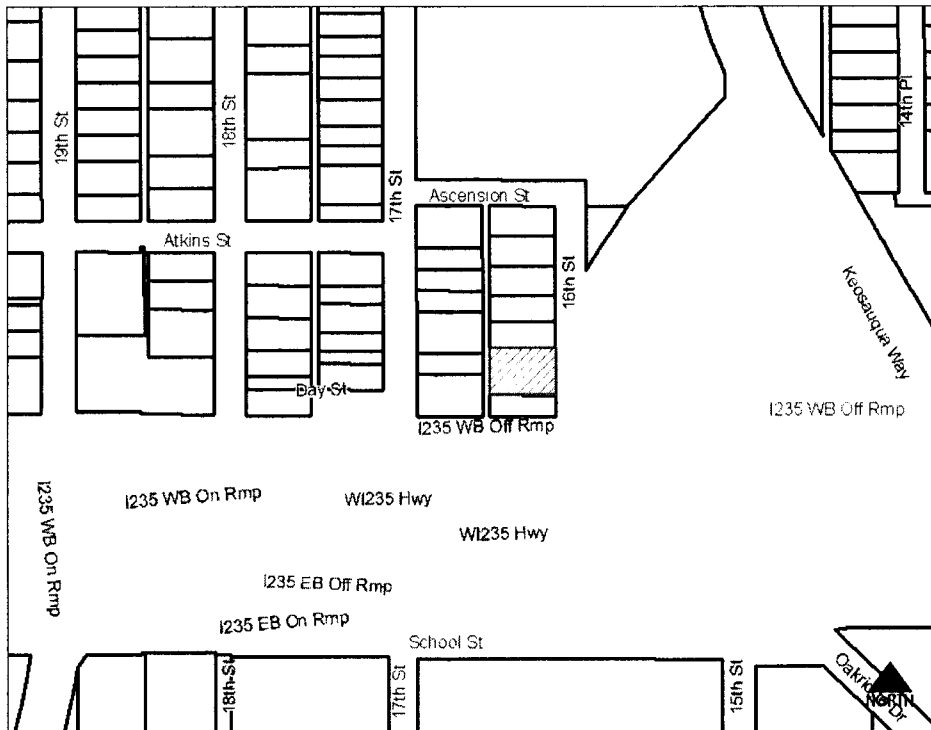 19th St
18th St
17th St
14th Pl
Ascension St
Atkins St
16th St
Keosauqua Way
Day St
I235 WB Off Rmp
I235 WB Off Rmp
I235 WB On Rmp
I235 WB On Rmp
WI235 Hwy
WI235 Hwy
I235 EB Off Rmp
I235 EB On Rmp
School St
18th St
17th St
15th St
Oakridge Dr
NORTH